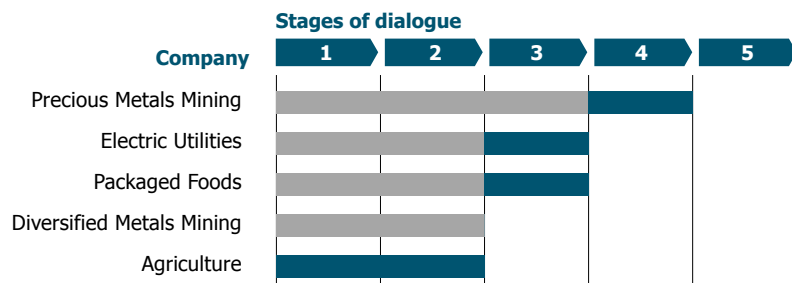 Stages of dialogue
Company 1 2 3 4 5
Precious Metals Mining
Electric Utilities
Packaged Foods
Diversified Metals Mining
Agriculture